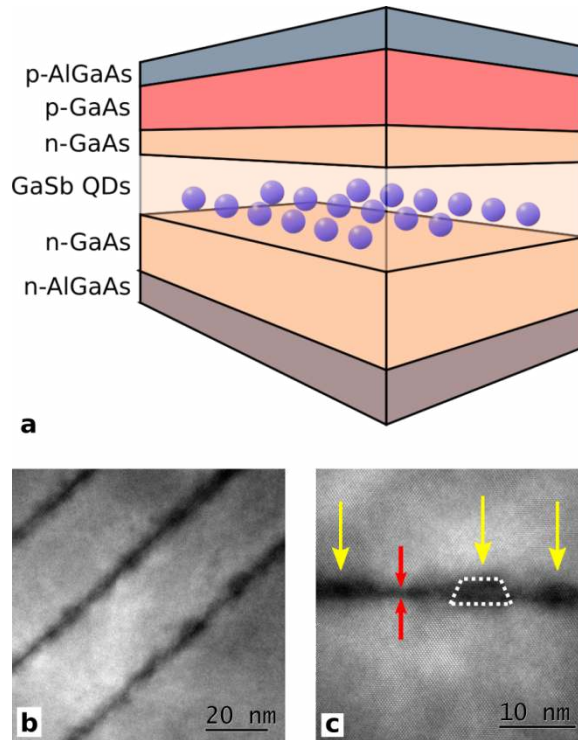 p-AlGaAs
p-GaAs
n-GaAs
GaSb QDs
n-GaAs
n-AlGaAs
a
b
20 nm
c
10 nm